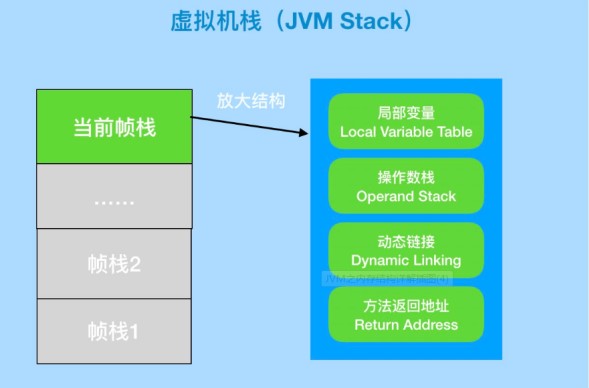 虚拟机栈（JVM Stack）
当前帧栈
……
帧栈2
帧栈1
放大结构
局部变量
Local Variable Table
操作数栈
Operand Stack
动态链接
Dynamic Linking
方法返回地址
Return Address